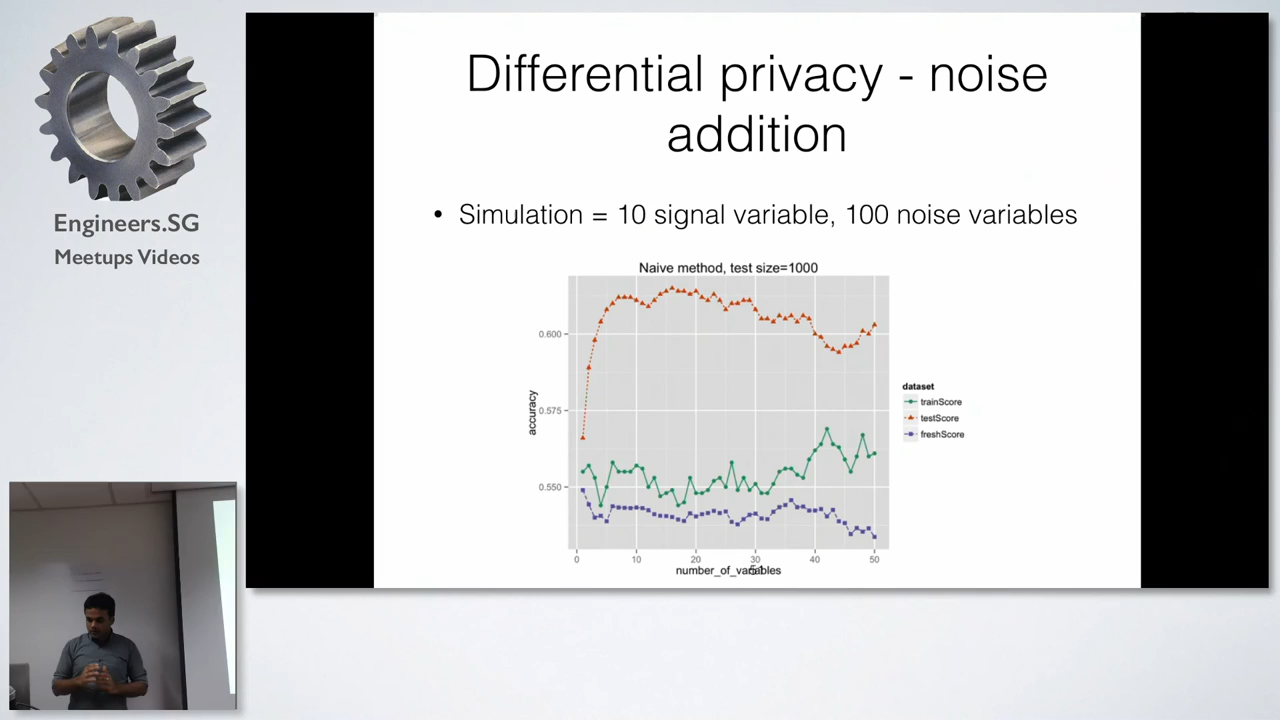 Engineers.SG
Meetups Videos
Differential privacy - noise
addition
• Simulation = 10 signal variable, 100 noise variables
Naive method, test size=1000
accuracy
0.600
0.575
0.550
0
10
20
30
40
50
number_of_variables
51
dataset
trainScore
testScore
freshScore